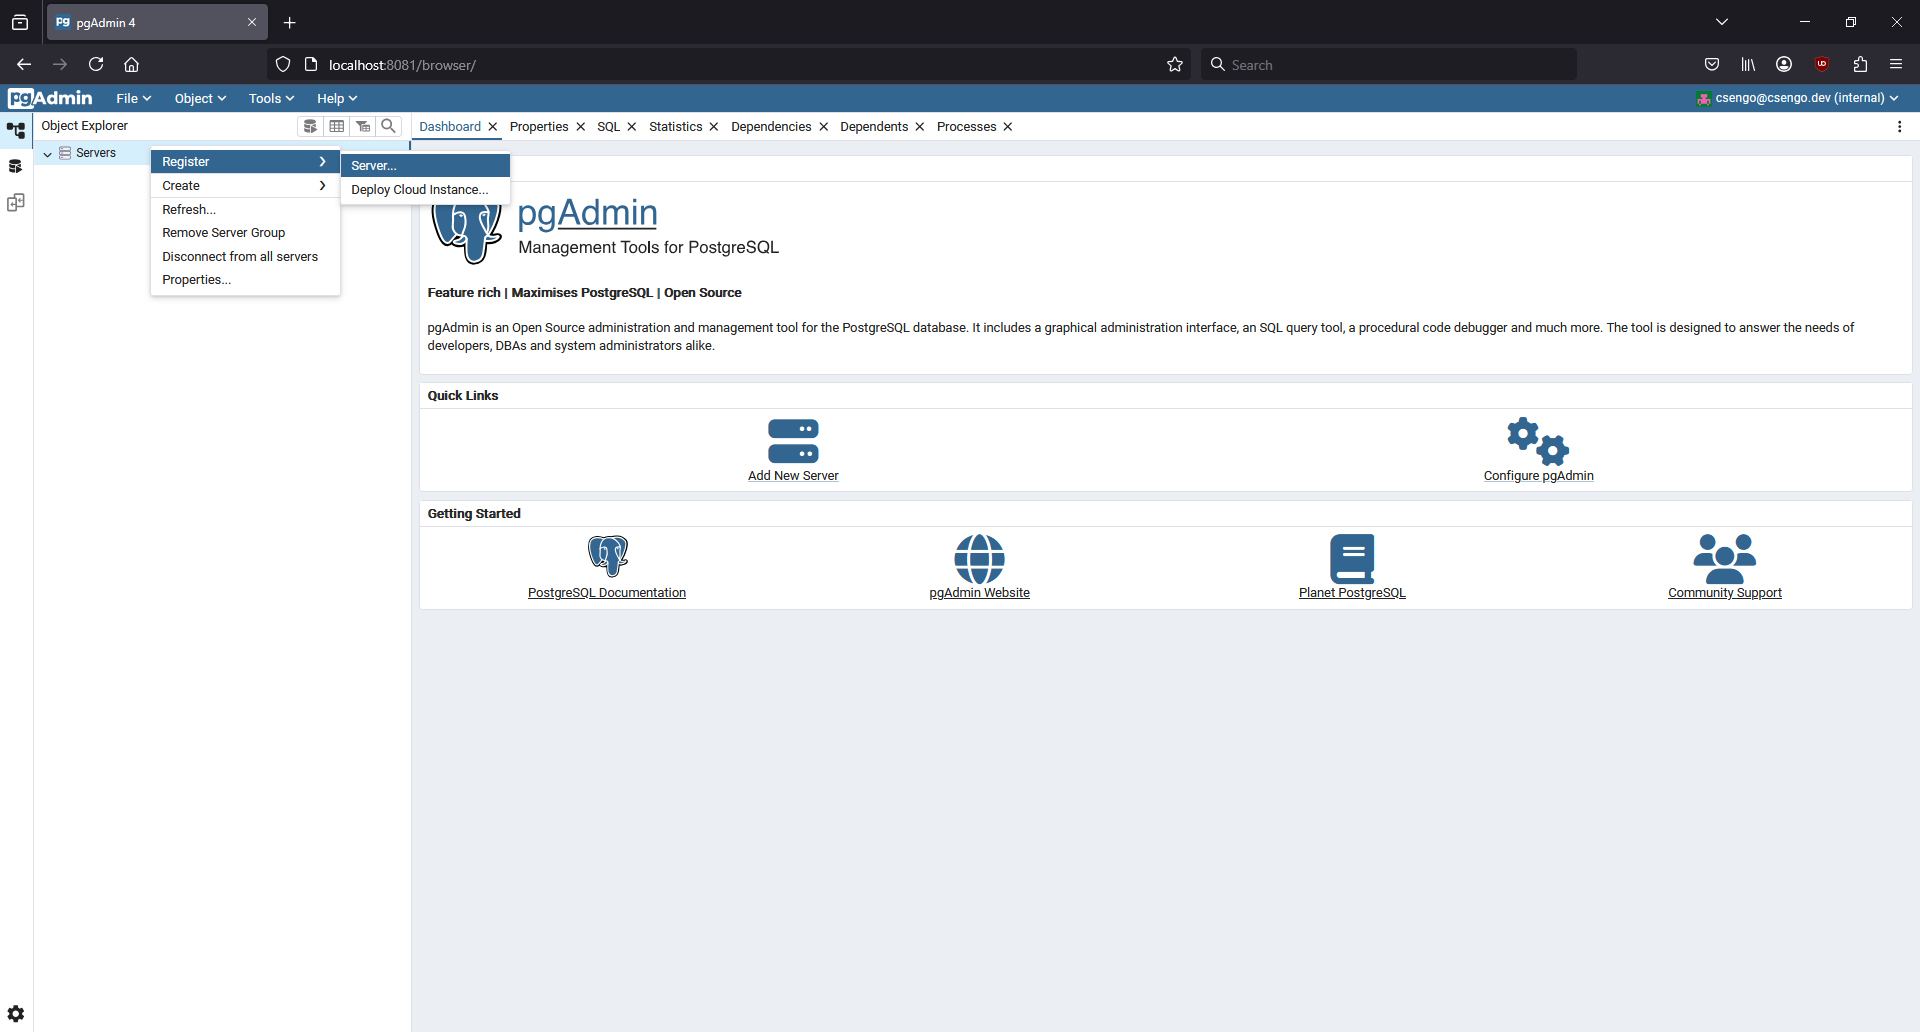 pgAdmin 4
localhost:8081/browser/
Search
pgAdmin File Object Tools Help csengo@csengo.dev (internal)
Object Explorer
Dashboard Properties SQL Statistics Dependencies Dependents Processes
Servers
Register
Create
Refresh...
Remove Server Group
Disconnect from all servers
Properties...
Server...
Deploy Cloud Instance...
pgAdmin
Management Tools for PostgreSQL
Feature rich | Maximises PostgreSQL | Open Source
pgAdmin is an Open Source administration and management tool for the PostgreSQL database. It includes a graphical administration interface, an SQL query tool, a procedural code debugger and much more. The tool is designed to answer the needs of
developers, DBAs and system administrators alike.
Quick Links
Add New Server
Configure pgAdmin
Getting Started
PostgreSQL Documentation
pgAdmin Website
Planet PostgreSQL
Community Support